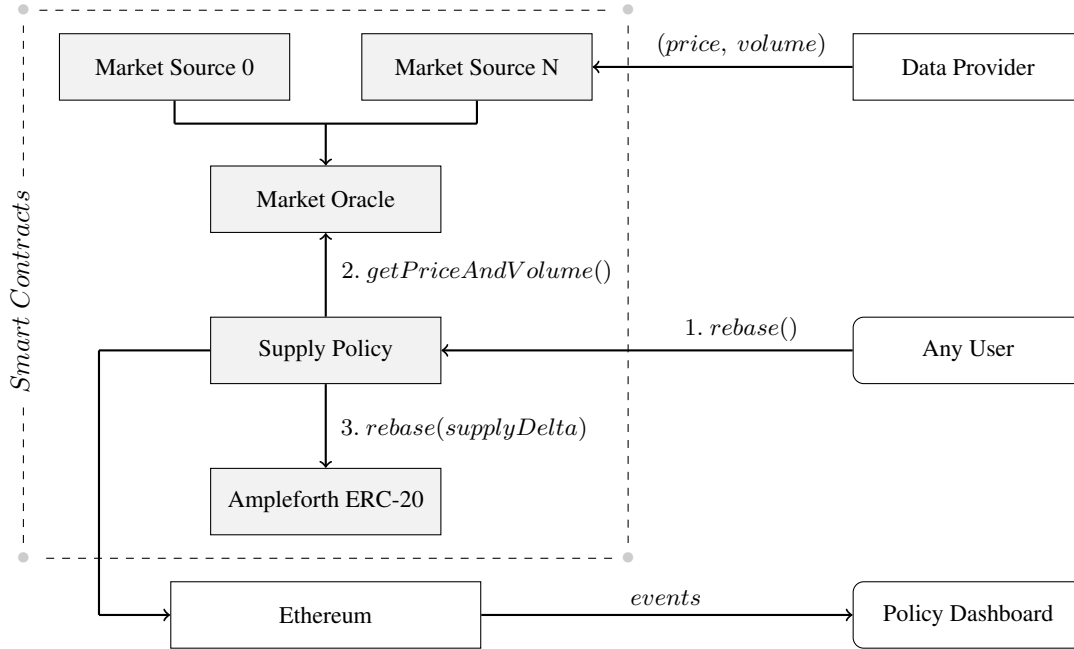 (price, volume)
Market Source 0
Market Source N
Data Provider
Market Oracle
Smart Contracts
2. getPriceAndVolume()
1. rebase()
Supply Policy
Any User
3. rebase(supplyDelta)
Ampleforth ERC-20
events
Ethereum
Policy Dashboard